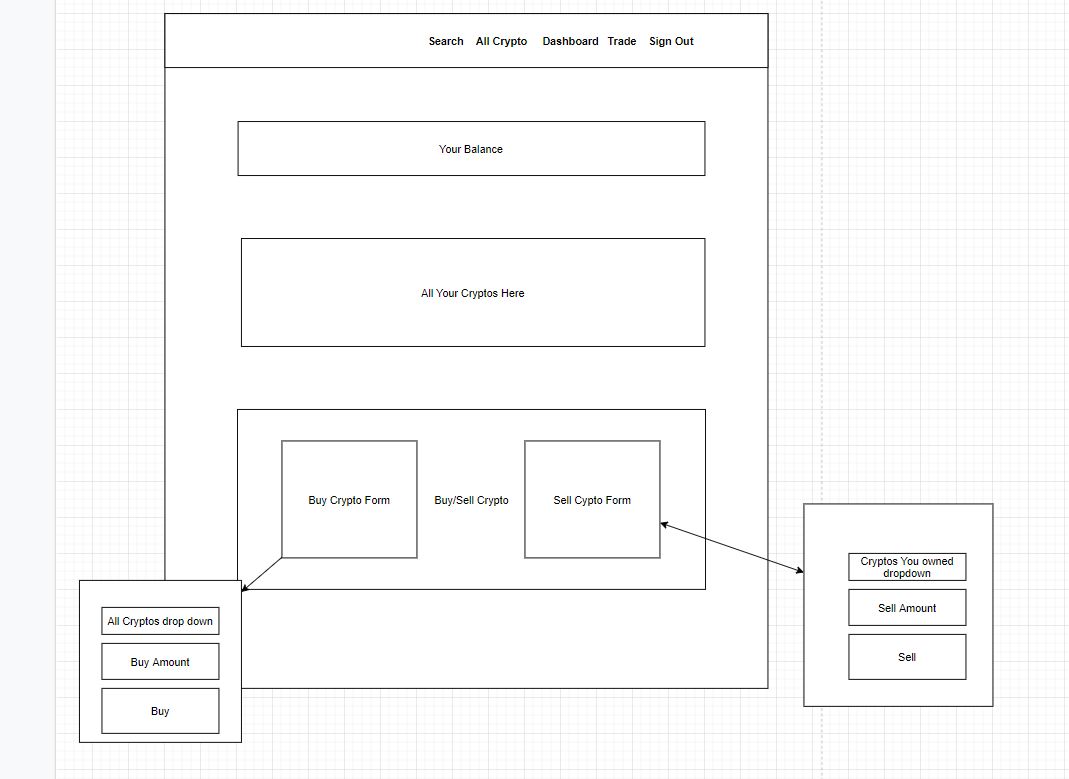 Search All Crypto Dashboard Trade Sign Out
Your Balance
All Your Cryptos Here
Buy Crypto Form
Buy/Sell Crypto
Sell Cypto Form
All Cryptos drop down
Buy Amount
Buy
Cryptos You owned
dropdown
Sell Amount
Sell